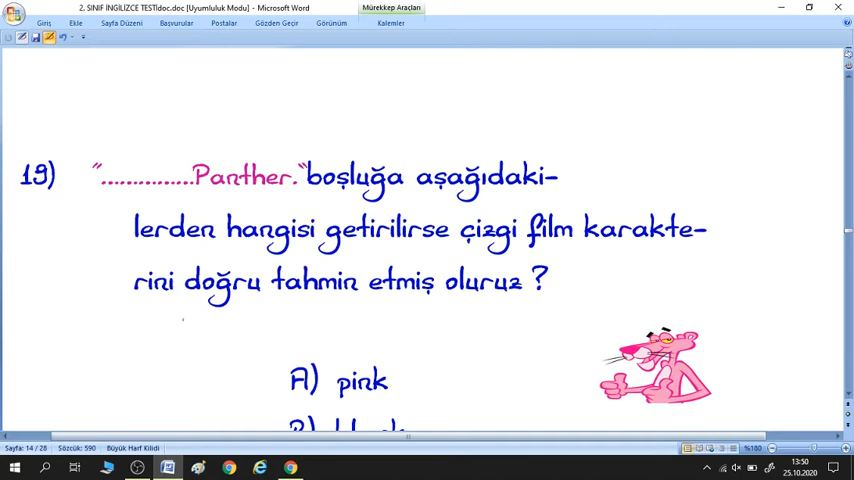 2. SINIF İNGİLİZCE TEST\doc.doc [Uyumluluk Modu] - Microsoft Word
Mürekkep Araçları
Giriş Ekle Sayfa Düzeni Başvurular Postalar Gözden Geçir Görünüm Kalemler
19) "...............Panther." boşluğa aşağıdaki-
lerden hangisi getirilirse çizgi film karakte-
rini doğru tahmin etmiş oluruz ?
A) pink
Sayfa: 14 / 28 Sözcük: 590 Büyük Harf Kilidi %180
13:50
25.10.2020